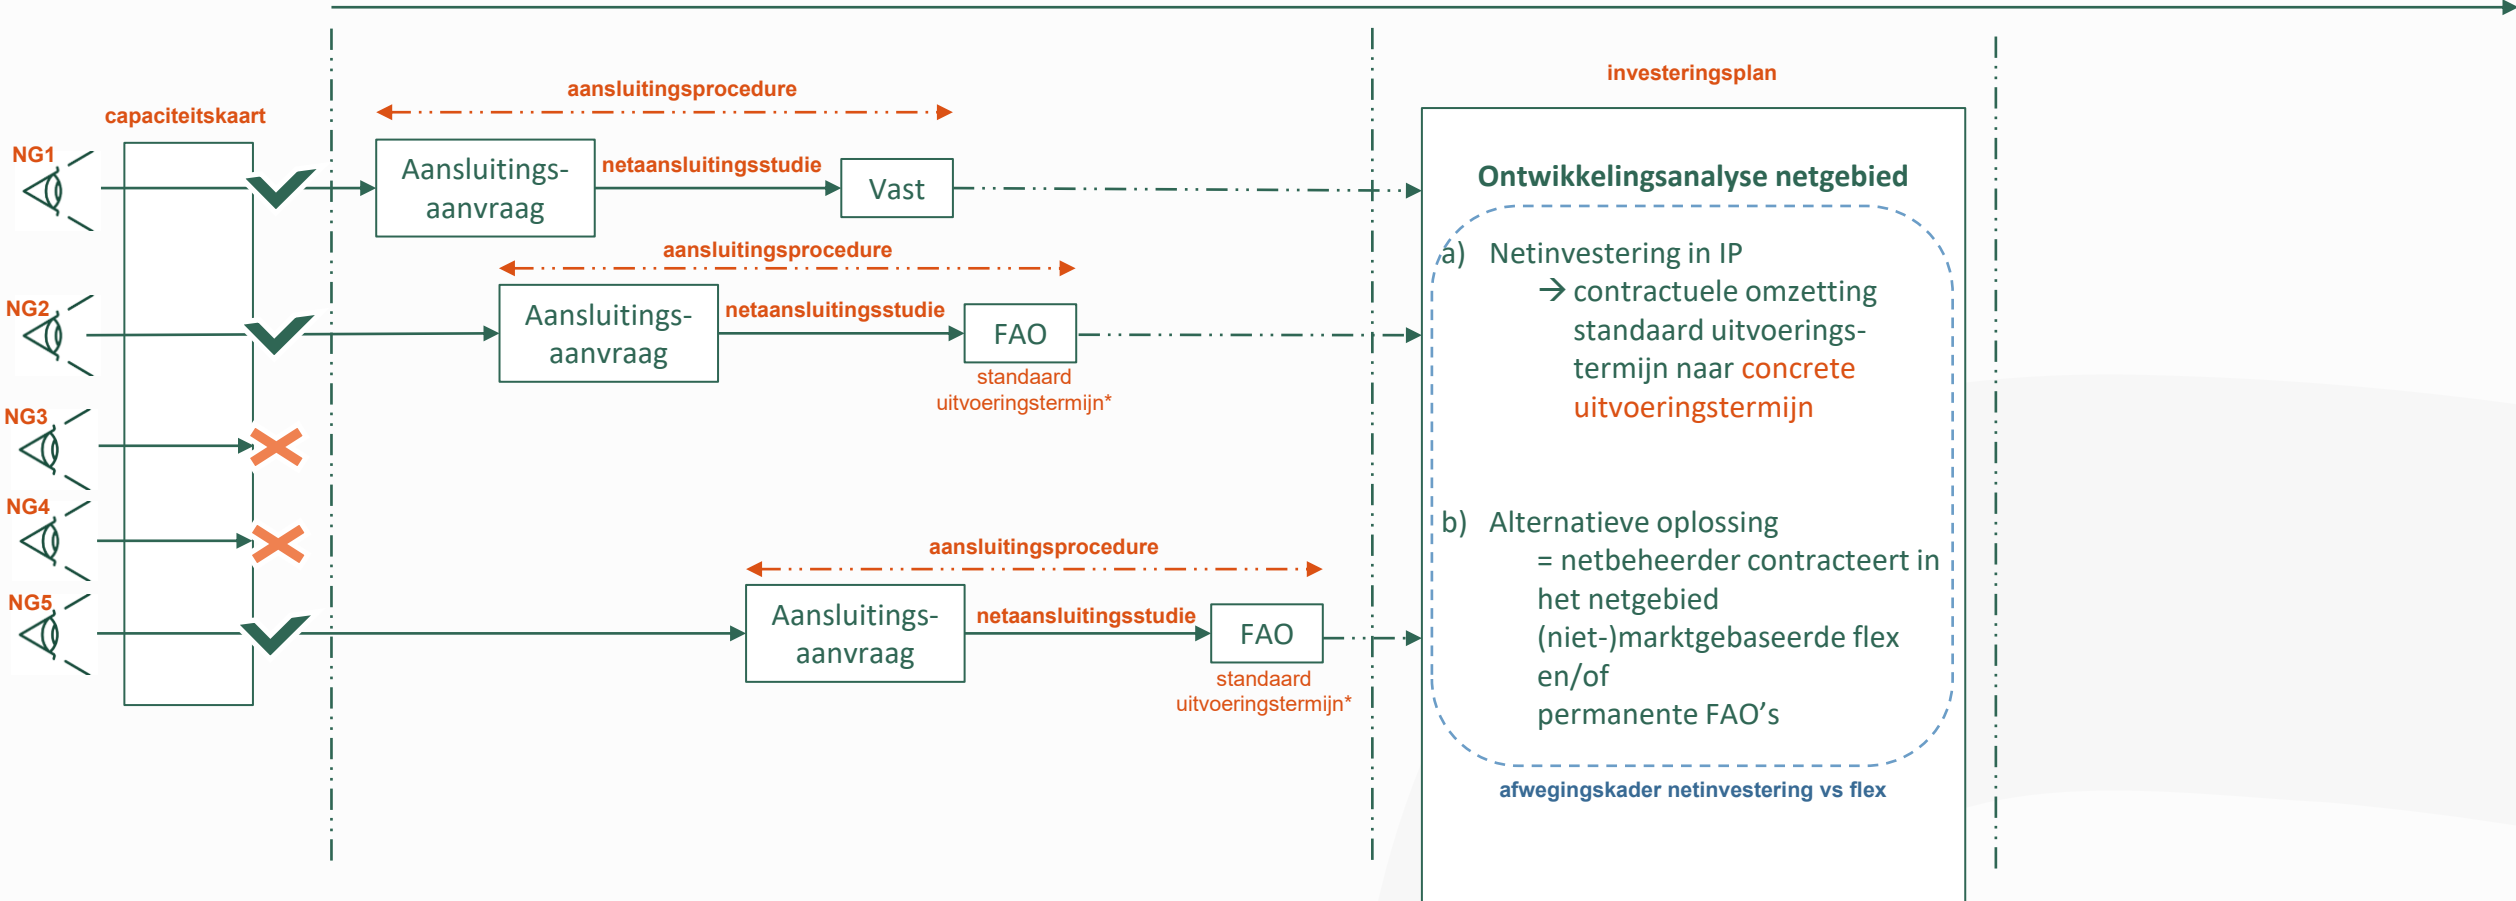 investeringsplan
aansluitingsprocedure
capaciteitskaart
NG1
Aansluitings-
aanvraag
netaansluitingsstudie
Vast
aansluitingsprocedure
NG2
Aansluitings-
aanvraag
netaansluitingsstudie
FAO
standaard
uitvoeringstermijn*
NG3
NG4
aansluitingsprocedure
NG5
Aansluitings-
aanvraag
netaansluitingsstudie
FAO
standaard
uitvoeringstermijn*
Ontwikkelingsanalyse netgebied
a) Netinvestering in IP
→ contractuele omzetting
standaard uitvoerings-
termijn naar concrete
uitvoeringstermijn
b) Alternatieve oplossing
= netbeheerder contracteert in
het netgebied
(niet-)marktgebaseerde flex
en/of
permanente FAO’s
afwegingskader netinvestering vs flex